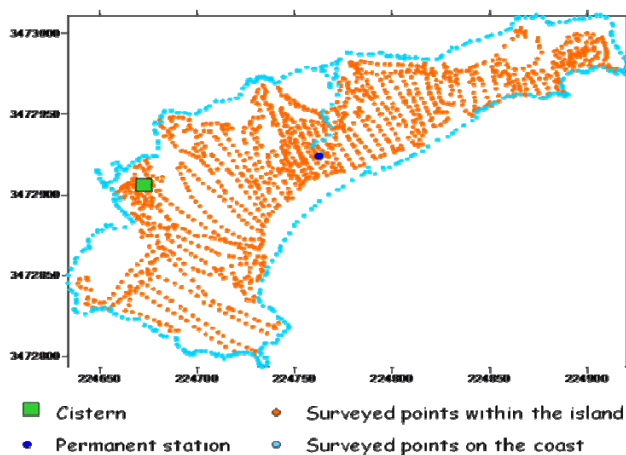 3473000
3472950
3472900
3472850
3472800
224650 224700 224750 224800 224850 224900
Cistern Surveyed points within the island
Permanent station Surveyed points on the coast